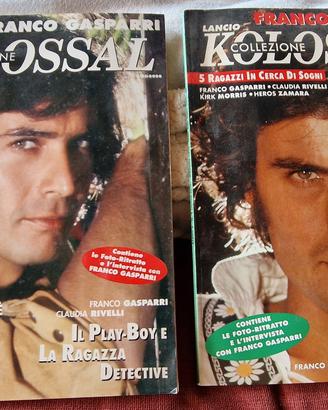 RANCO GASPARRI
NE
OSSAL
Contiene
le Foto-Ritratto
e l'intervista con
FRANCO GASPARRI
FRANCO GASPARRI
CLAUDIA RIVELLI
IL PLAY-BOY E
LA RAGAZZA
DETECTIVE
FRANCO
LANCIO
KOLOS
COLLEZIONE
5 RAGAZZI IN CERCA DI SOGNI
FRANCO GASPARRI • CLAUDIA RIVELLI
KIRK MORRIS • HEROS ZAMARA
CONTIENE
LE FOTO-RITRATTO
E L'INTERVISTA
CON FRANCO GASPARRI
FRANCO